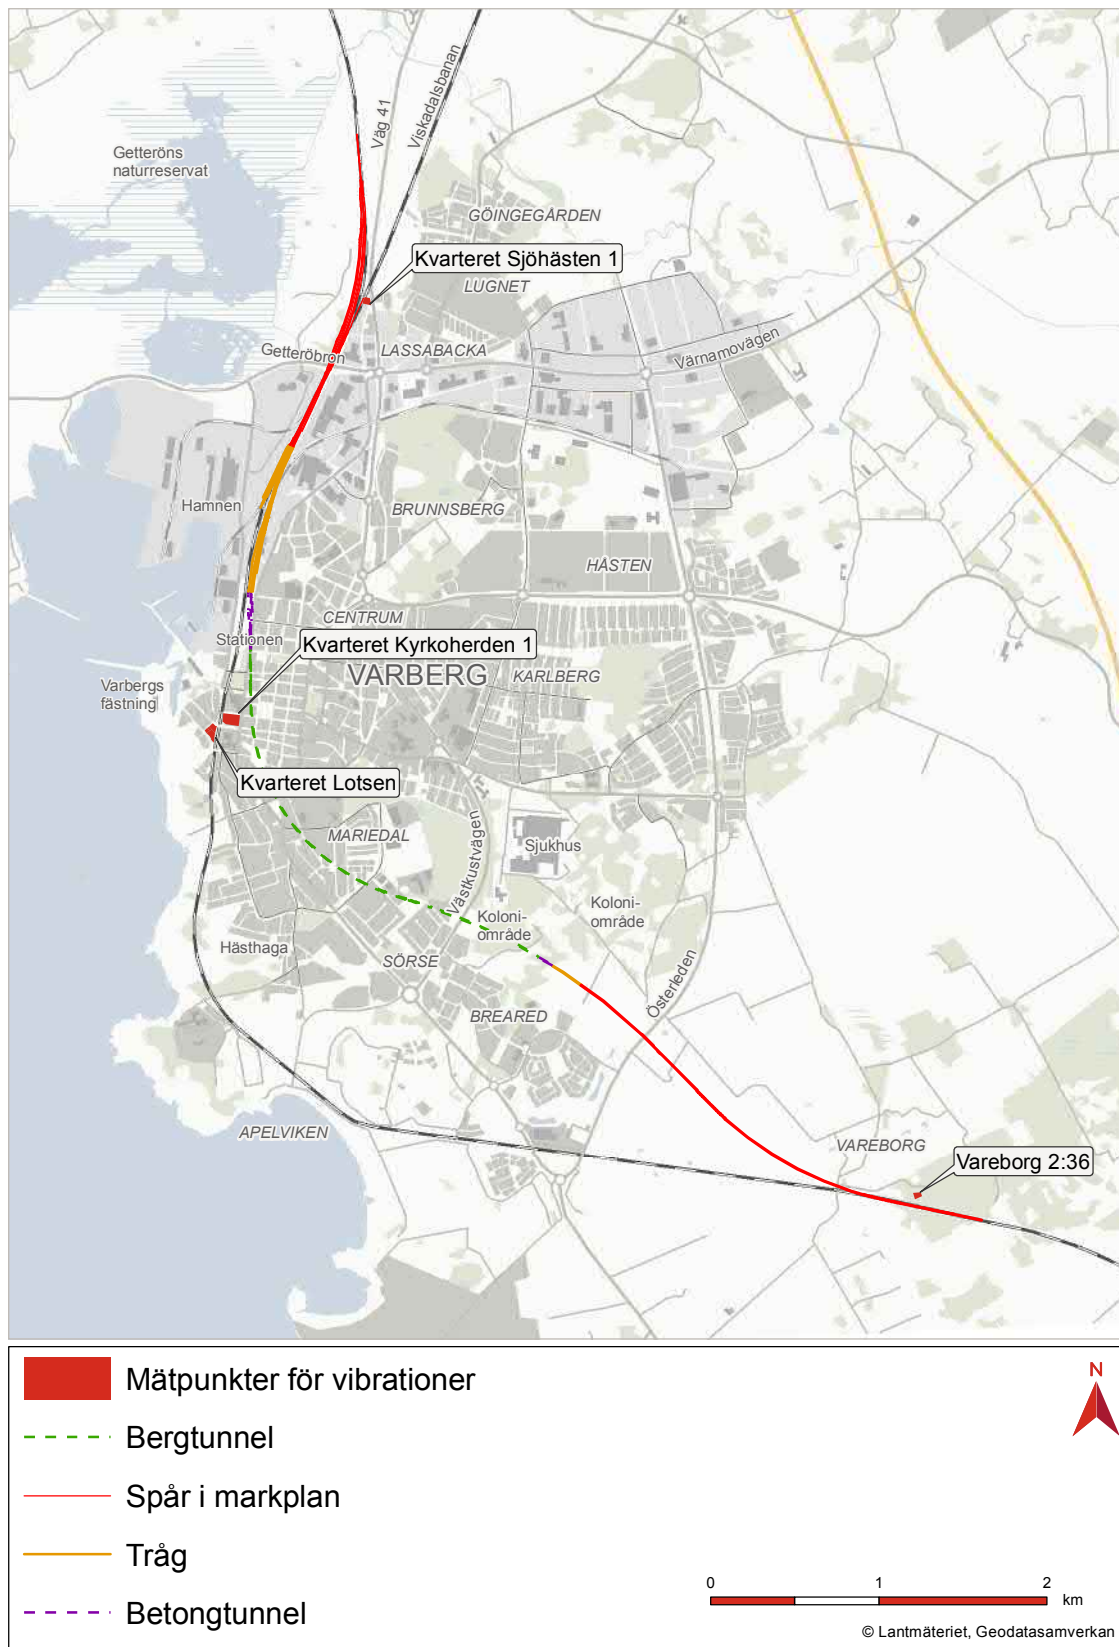 Väg 41
Viskadalsbanan
Getteröns
naturreservat
GÖINGEGÅRDEN
Kvarteret Sjöhästen 1
LUGNET
Getteröbron
LASSABACKA
Värnamovägen
Hamnen
BRUNNSBERG
HÅSTEN
CENTRUM
Stationen
Kvarteret Kyrkoherden 1
VARBERG
KARLBERG
Varbergs
fästning
Kvarteret Lotsen
MARIEDAL
Västkustvägen
Sjukhus
Koloni-
område
Koloni-
område
Hästhaga
SÖRSE
Österleden
BREARED
APELVIKEN
VAREBORG
Vareborg 2:36
Mätpunkter för vibrationer
Bergtunnel
Spår i markplan
Tråg
Betongtunnel
N
0 1 2
km
© Lantmäteriet, Geodatasamverkan